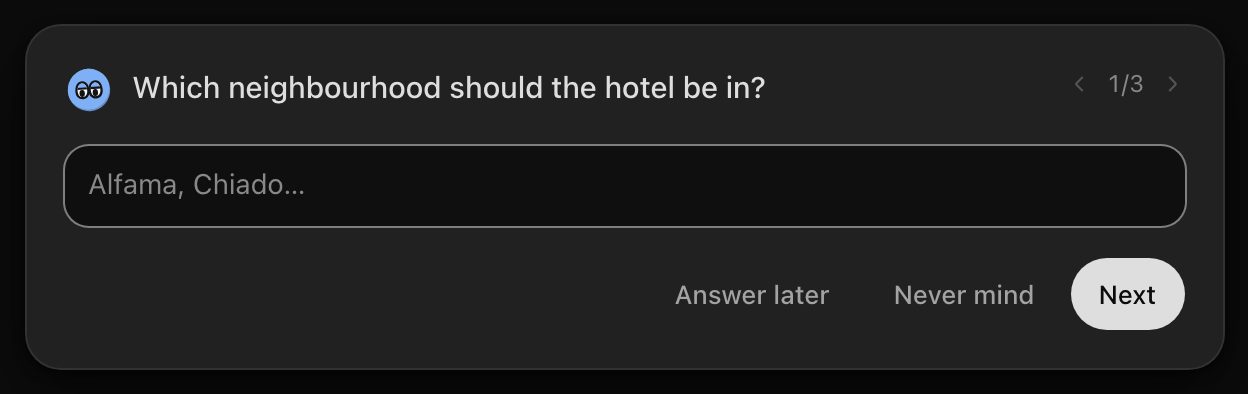 Which neighbourhood should the hotel be in?
1/3
Alfama, Chiado...
Answer later
Never mind
Next